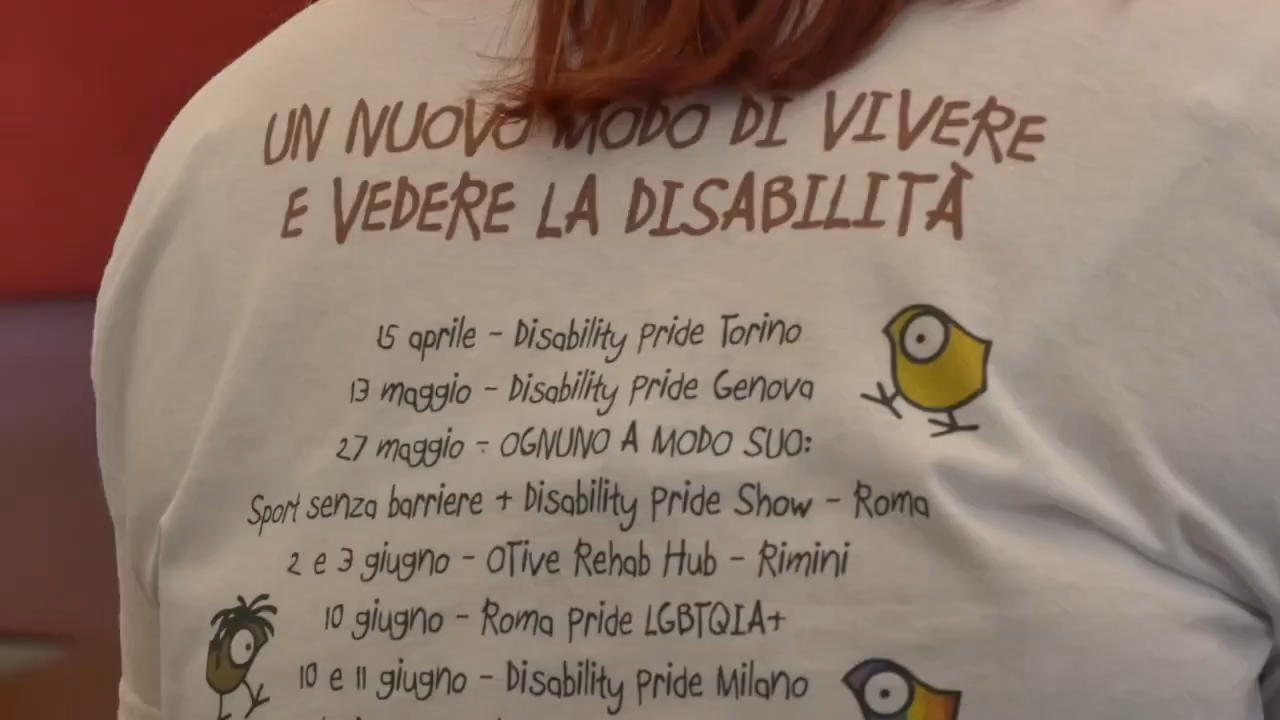 UN NUOVO MODO DI VIVERE
E VEDERE LA DISABILITÀ
15 aprile - Disability Pride Torino
13 maggio - Disability Pride Genova
27 maggio - OGNUNO A MODO SUO:
Sport senza barriere + Disability Pride Show - Roma
2 e 3 giugno - OTive Rehab Hub - Rimini
10 giugno - Roma Pride LGBTQIA+
10 e 11 giugno - Disability Pride Milano